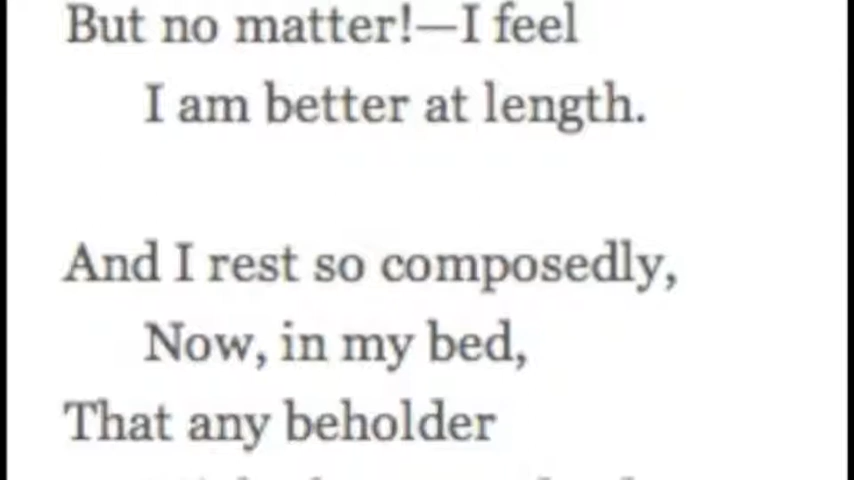 But no matter!—I feel
I am better at length.
And I rest so composedly,
Now, in my bed,
That any beholder